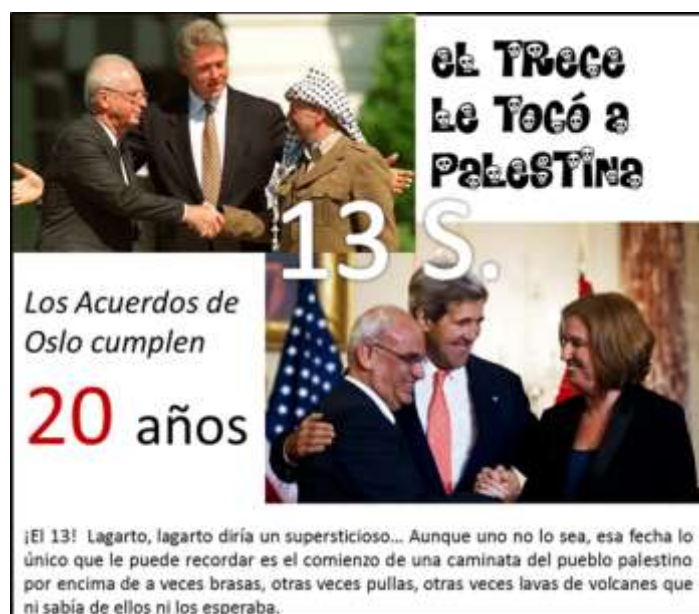 eL TRece
Le Tocó a
PaLeSTiNa
13 S.
Los Acuerdos de
Oslo cumplen
20 años
¡El 13! Lagarto, lagarto diría un supersticioso... Aunque uno no lo sea, esa fecha lo
único que le puede recordar es el comienzo de una caminata del pueblo palestino
por encima de a veces brasas, otras veces pullas, otras veces lavas de volcanes que
ni sabía de ellos ni los esperaba.